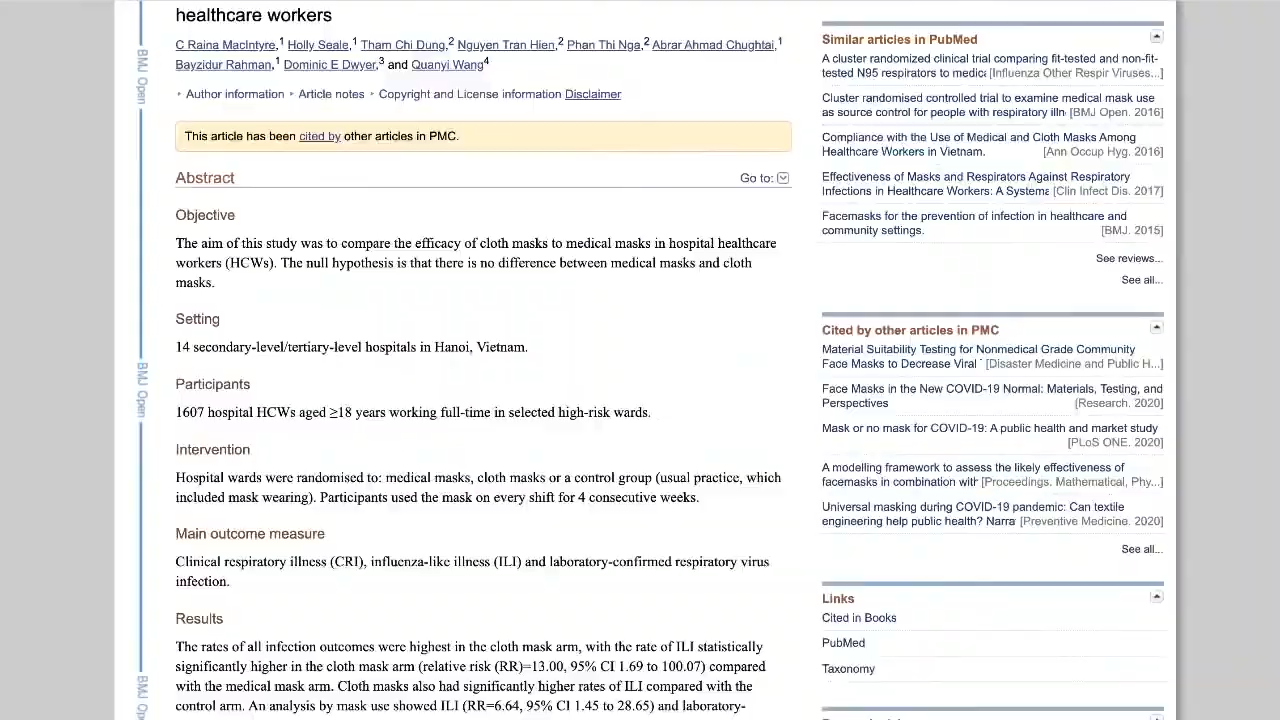 healthcare workers
C Raina MacIntyre,1 Holly Seale,1 Tham Chi Dung,2 Nguyen Tran Hien,2 Phan Thi Nga,2 Abrar Ahmad Chughtai,1
Bayzidur Rahman,1 Dominic E Dwyer,3 and Quanyi Wang
Author information Article notes Copyright and License information Disclaimer
This article has been cited by other articles in PMC.
Abstract
Go to:
Objective
The aim of this study was to compare the efficacy of cloth masks to medical masks in hospital healthcare
workers (HCWs). The null hypothesis is that there is no difference between medical masks and cloth
masks.
Setting
14 secondary-level/tertiary-level hospitals in Hanoi, Vietnam.
Participants
1607 hospital HCWs aged ≥18 years working full-time in selected high-risk wards.
Intervention
Hospital wards were randomised to: medical masks, cloth masks or a control group (usual practice, which
included mask wearing). Participants used the mask on every shift for 4 consecutive weeks.
Main outcome measure
Clinical respiratory illness (CRI), influenza-like illness (ILI) and laboratory-confirmed respiratory virus
infection.
Results
The rates of all infection outcomes were highest in the cloth mask arm, with the rate of ILI statistically
significantly higher in the cloth mask arm (relative risk (RR)=13.00, 95% CI 1.69 to 100.07) compared
with the medical mask arm. Cloth masks also had significantly higher rates of ILI compared with the
control arm. An analysis by mask use showed ILI (RR=6.64, 95% CI 1.45 to 28.65) and laboratory-
BMJ Open
BMJ Open
BMJ Op
Similar articles in PubMed
A cluster randomized clinical trial comparing fit-tested and non-fit-
tested N95 respirators to medica [Influenza Other Respir Viruses...]
Cluster randomised controlled trial to examine medical mask use
as source control for people with respiratory illn [BMJ Open. 2016]
Compliance with the Use of Medical and Cloth Masks Among
Healthcare Workers in Vietnam. [Ann Occup Hyg. 2016]
Effectiveness of Masks and Respirators Against Respiratory
Infections in Healthcare Workers: A Systema [Clin Infect Dis. 2017]
Facemasks for the prevention of infection in healthcare and
community settings. [BMJ. 2015]
See reviews...
See all...
Cited by other articles in PMC
Material Suitability Testing for Nonmedical Grade Community
Face Masks to Decrease Viral [Disaster Medicine and Public H...]
Face Masks in the New COVID-19 Normal: Materials, Testing, and
Perspectives [Research. 2020]
Mask or no mask for COVID-19: A public health and market study
[PLoS ONE. 2020]
A modelling framework to assess the likely effectiveness of
facemasks in combination with [Proceedings. Mathematical, Phy...]
Universal masking during COVID-19 pandemic: Can textile
engineering help public health? Narra [Preventive Medicine. 2020]
See all...
Links
Cited in Books
PubMed
Taxonomy